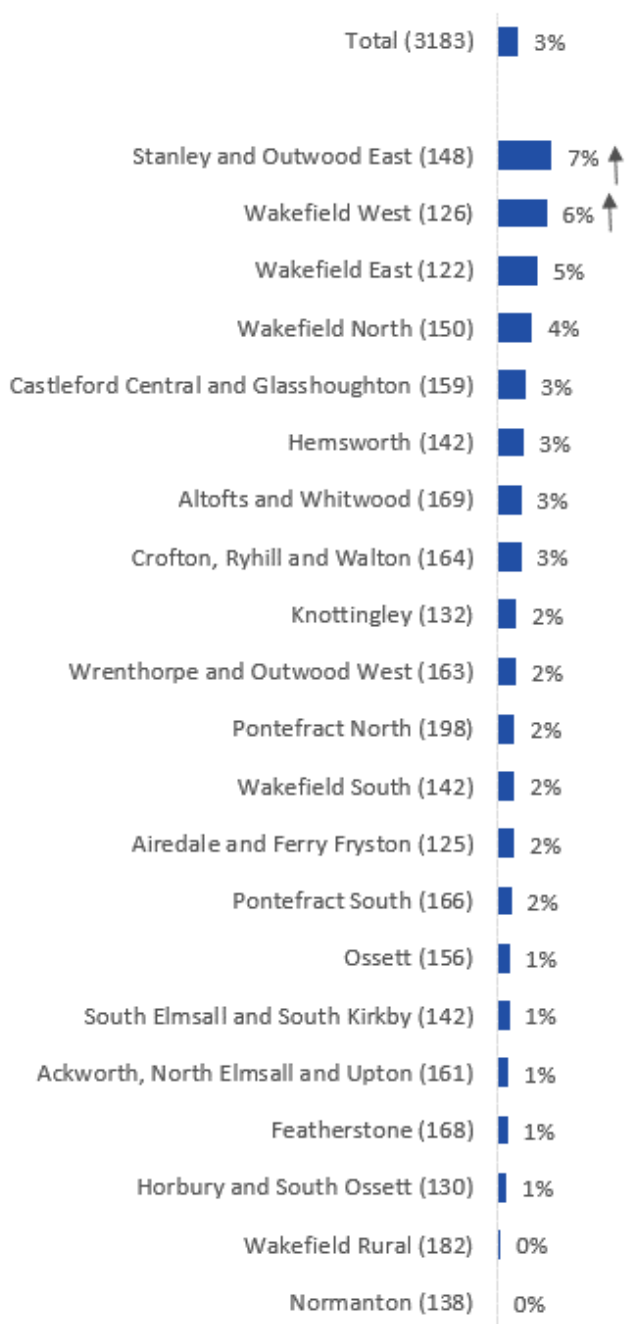 Total (3183) 3%
Stanley and Outwood East (148) 7%
Wakefield West (126) 6%
Wakefield East (122) 5%
Wakefield North (150) 4%
Castleford Central and Glasshoughton (159) 3%
Hemsworth (142) 3%
Altofts and Whitwood (169) 3%
Crofton, Ryhill and Walton (164) 3%
Knottingley (132) 2%
Wrenthorpe and Outwood West (163) 2%
Pontefract North (198) 2%
Wakefield South (142) 2%
Airedale and Ferry Fryston (125) 2%
Pontefract South (166) 2%
Ossett (156) 1%
South Elmsall and South Kirkby (142) 1%
Ackworth, North Elmsall and Upton (161) 1%
Featherstone (168) 1%
Horbury and South Ossett (130) 1%
Wakefield Rural (182) 0%
Normanton (138) 0%